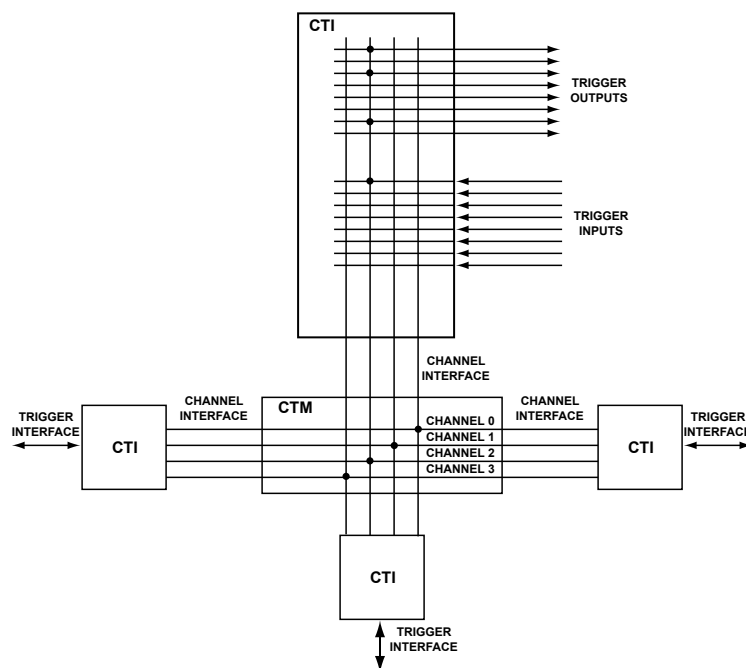 CTI
TRIGGER
OUTPUTS
TRIGGER
INPUTS
CHANNEL
INTERFACE
CHANNEL
INTERFACE
CTM
CHANNEL 0
CHANNEL 1
CHANNEL 2
CHANNEL 3
CHANNEL
INTERFACE
TRIGGER
INTERFACE
CTI
CTI
TRIGGER
INTERFACE
CTI
TRIGGER
INTERFACE